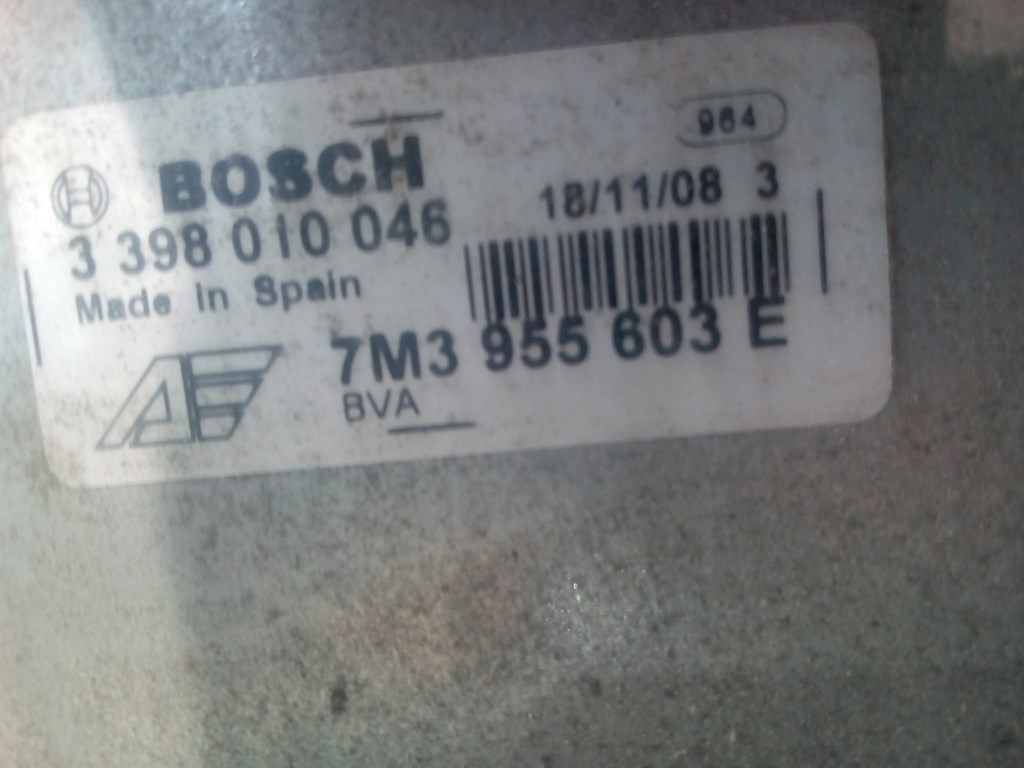 964
BOSCH
18/11/08 3
3 398 010 046
Made In Spain
7M3 955 603 E
BVA